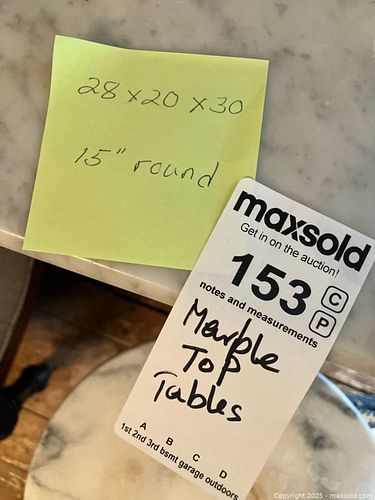 28 x 20 x 30
15" round
maxsold
Get in on the auction!
153
C
P
notes and measurements
Marble
Top
Tables
A B C D
1st 2nd 3rd bsmt garage outdoors
Copyright 2025 - maxsold.com